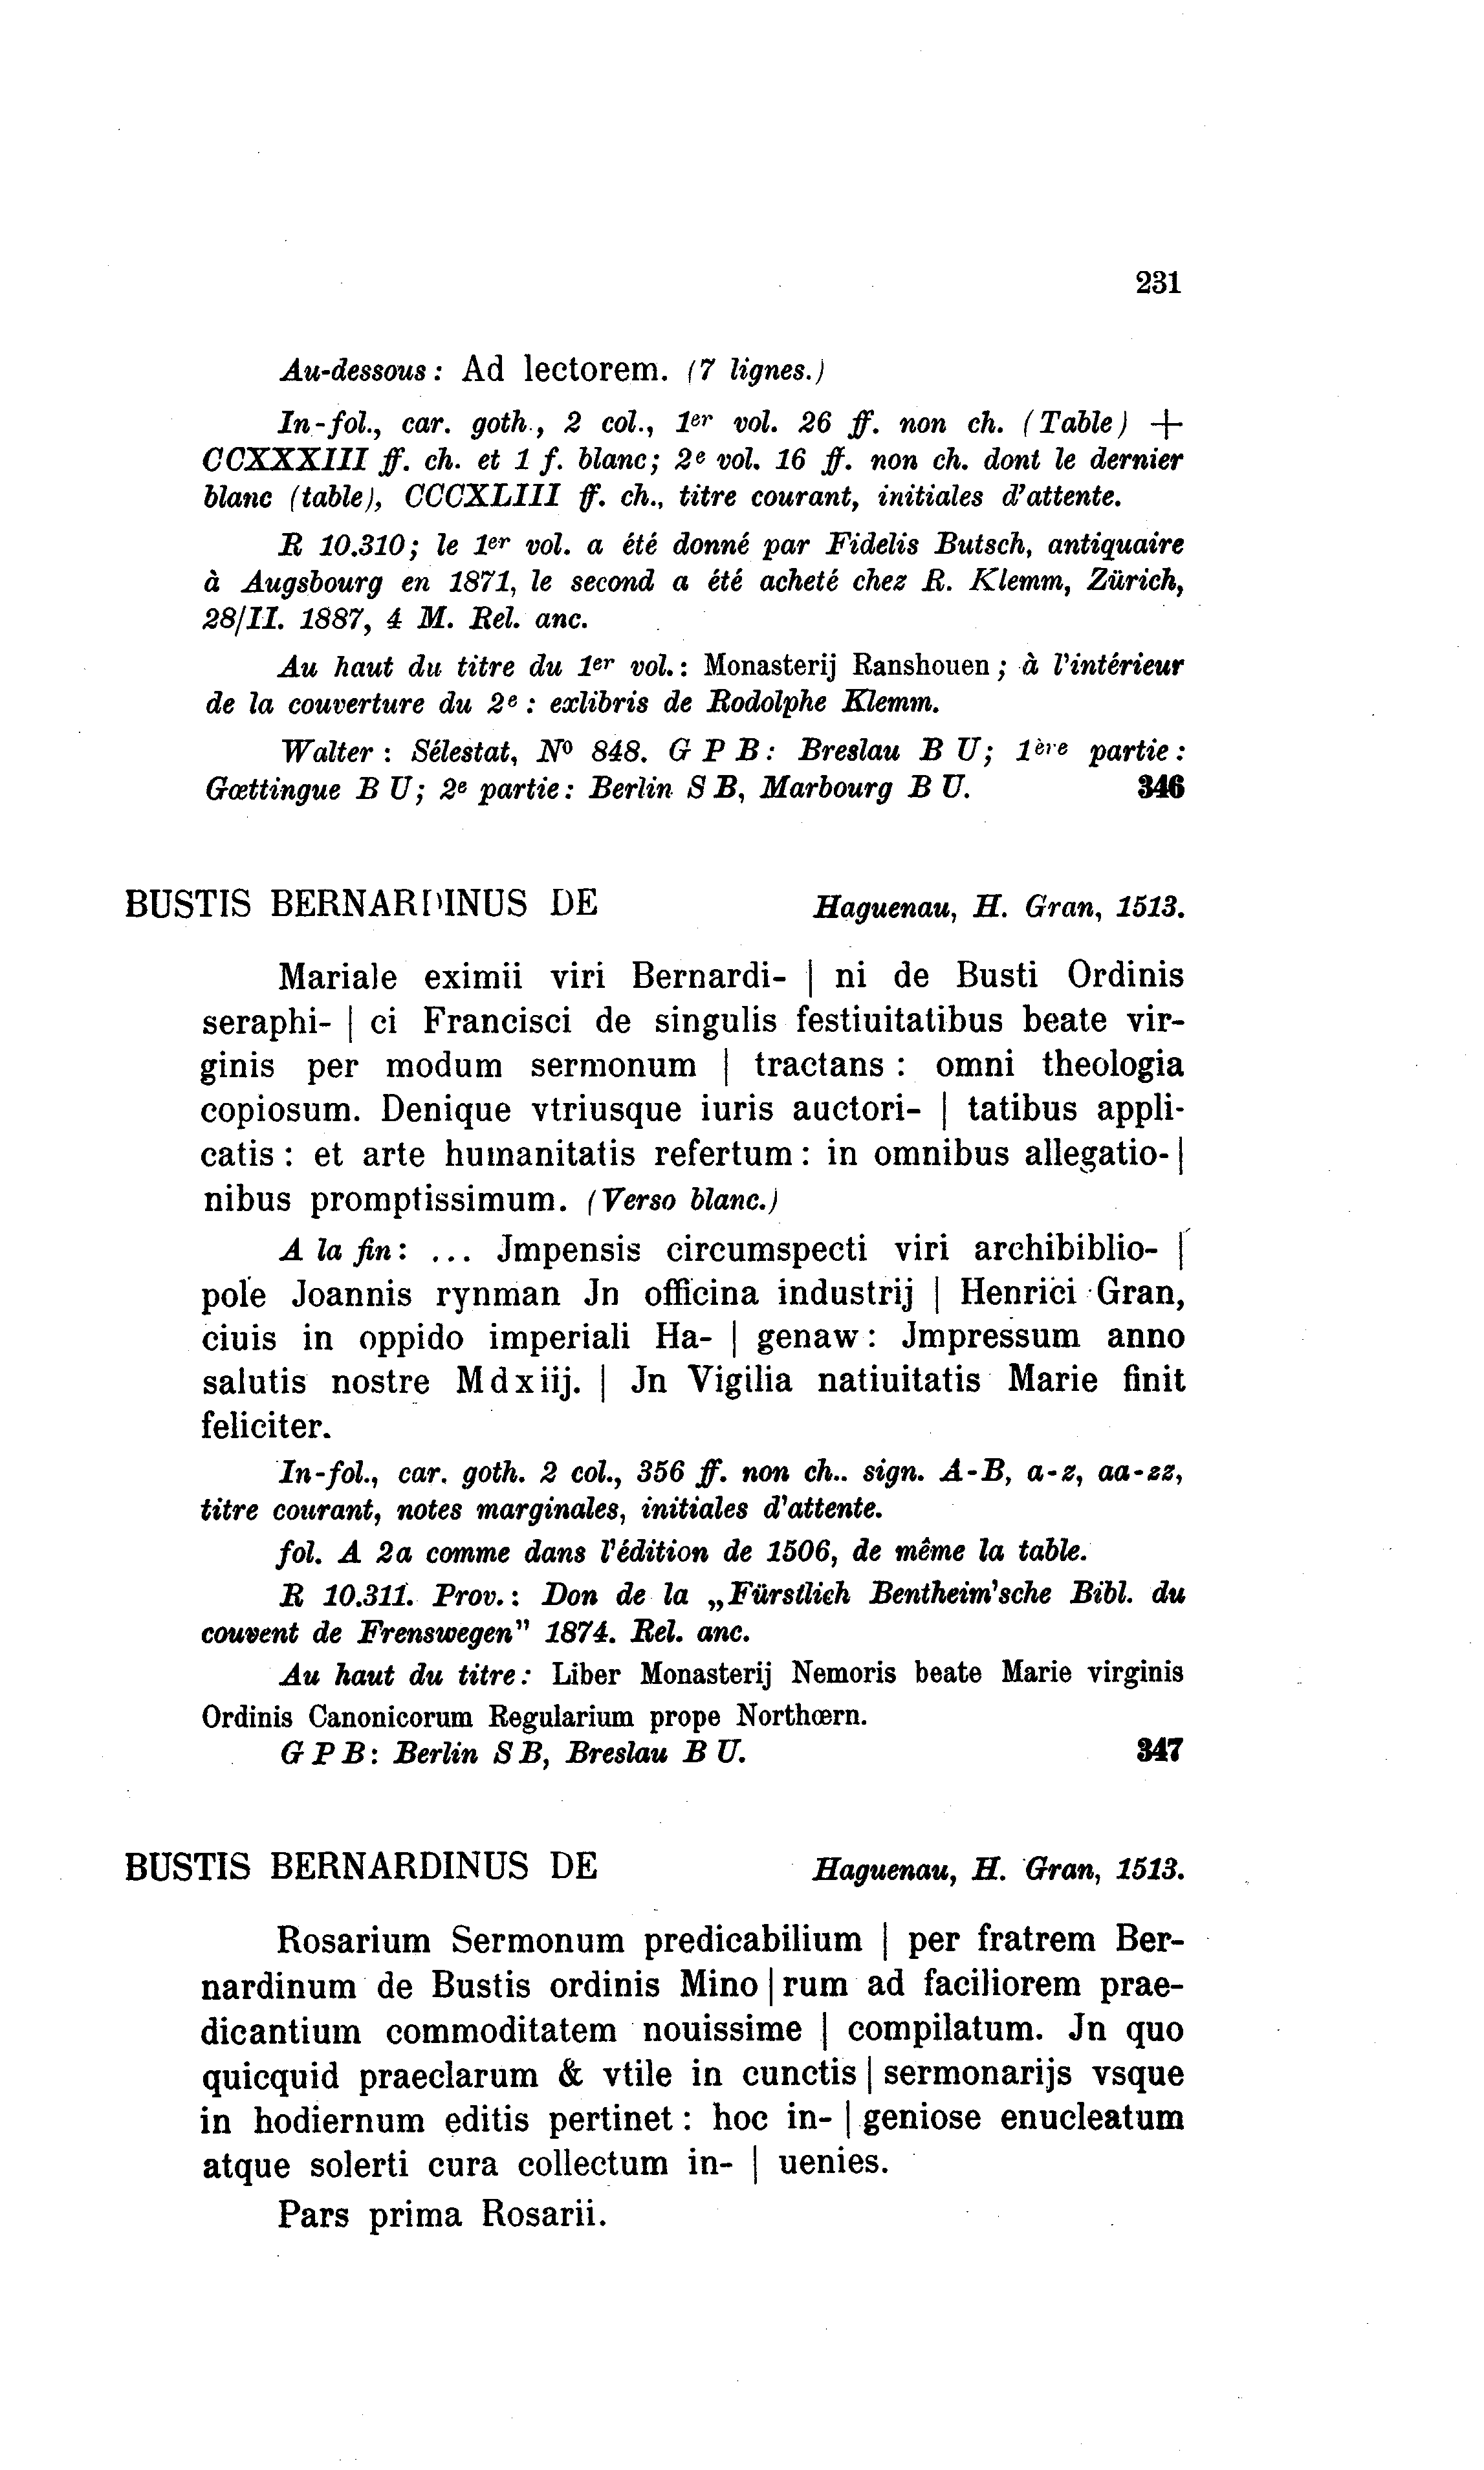 231
Au-dessous : Ad lectorem. (7 lignes.)
In-fol., car. goth., 2 col., 1er vol. 26 ff. non ch. (Table) +
CCXXXIII ff. ch. et 1 f. blanc; 2e vol. 16 ff. non ch. dont le dernier
blanc (table), CCCXLIII ff. ch., titre courant, initiales d'attente.
R 10.310; le 1er vol. a été donné par Fidelis Butsch, antiquaire
à Augsbourg en 1871, le second a été acheté chez R. Klemm, Zürich,
28/II. 1887, 4 M. Rel. anc.
Au haut du titre du 1er vol. : Monasterij Ranshouen ; à l'intérieur
de la couverture du 2e : exlibris de Rodolphe Klemm.
Walter : Sélestat, No 848. G P B : Breslau B U; 1ère partie :
Gœttingue B U; 2e partie : Berlin S B, Marbourg B U. 346
BUSTIS BERNARDINUS DE Haguenau, H. Gran, 1513.
Mariale eximii viri Bernardi- | ni de Busti Ordinis
seraphi- | ci Francisci de singulis festiuitatibus beate vir-
ginis per modum sermonum | tractans : omni theologia
copiosum. Denique vtriusque iuris auctori- | tatibus appli-
catis : et arte humanitatis refertum : in omnibus allegatio- |
nibus promptissimum. (Verso blanc.)
A la fin : ... Jmpensis circumspecti viri archibiblio- |
pole Joannis rynman Jn officina industrij | Henrici Gran,
ciuis in oppido imperiali Ha- | genaw : Jmpressum anno
salutis nostre Mdxiij. | Jn Vigilia natiuitatis Marie finit
feliciter.
In-fol., car. goth. 2 col., 356 ff. non ch.. sign. A-B, a-z, aa-zz,
titre courant, notes marginales, initiales d'attente.
fol. A 2a comme dans l'édition de 1506, de même la table.
R 10.311. Prov. : Don de la „Fürstlich Bentheim'sche Bibl. du
couvent de Frenswegen" 1874. Rel. anc.
Au haut du titre : Liber Monasterij Nemoris beate Marie virginis
Ordinis Canonicorum Regularium prope Northœrn.
G P B : Berlin S B, Breslau B U. 347
BUSTIS BERNARDINUS DE Haguenau, H. Gran, 1513.
Rosarium Sermonum predicabilium | per fratrem Ber-
nardinum de Bustis ordinis Mino | rum ad faciliorem prae-
dicantium commoditatem nouissime | compilatum. Jn quo
quicquid praeclarum & vtile in cunctis | sermonarijs vsque
in hodiernum editis pertinet : hoc in- | geniose enucleatum
atque solerti cura collectum in- | uenies.
Pars prima Rosarii.